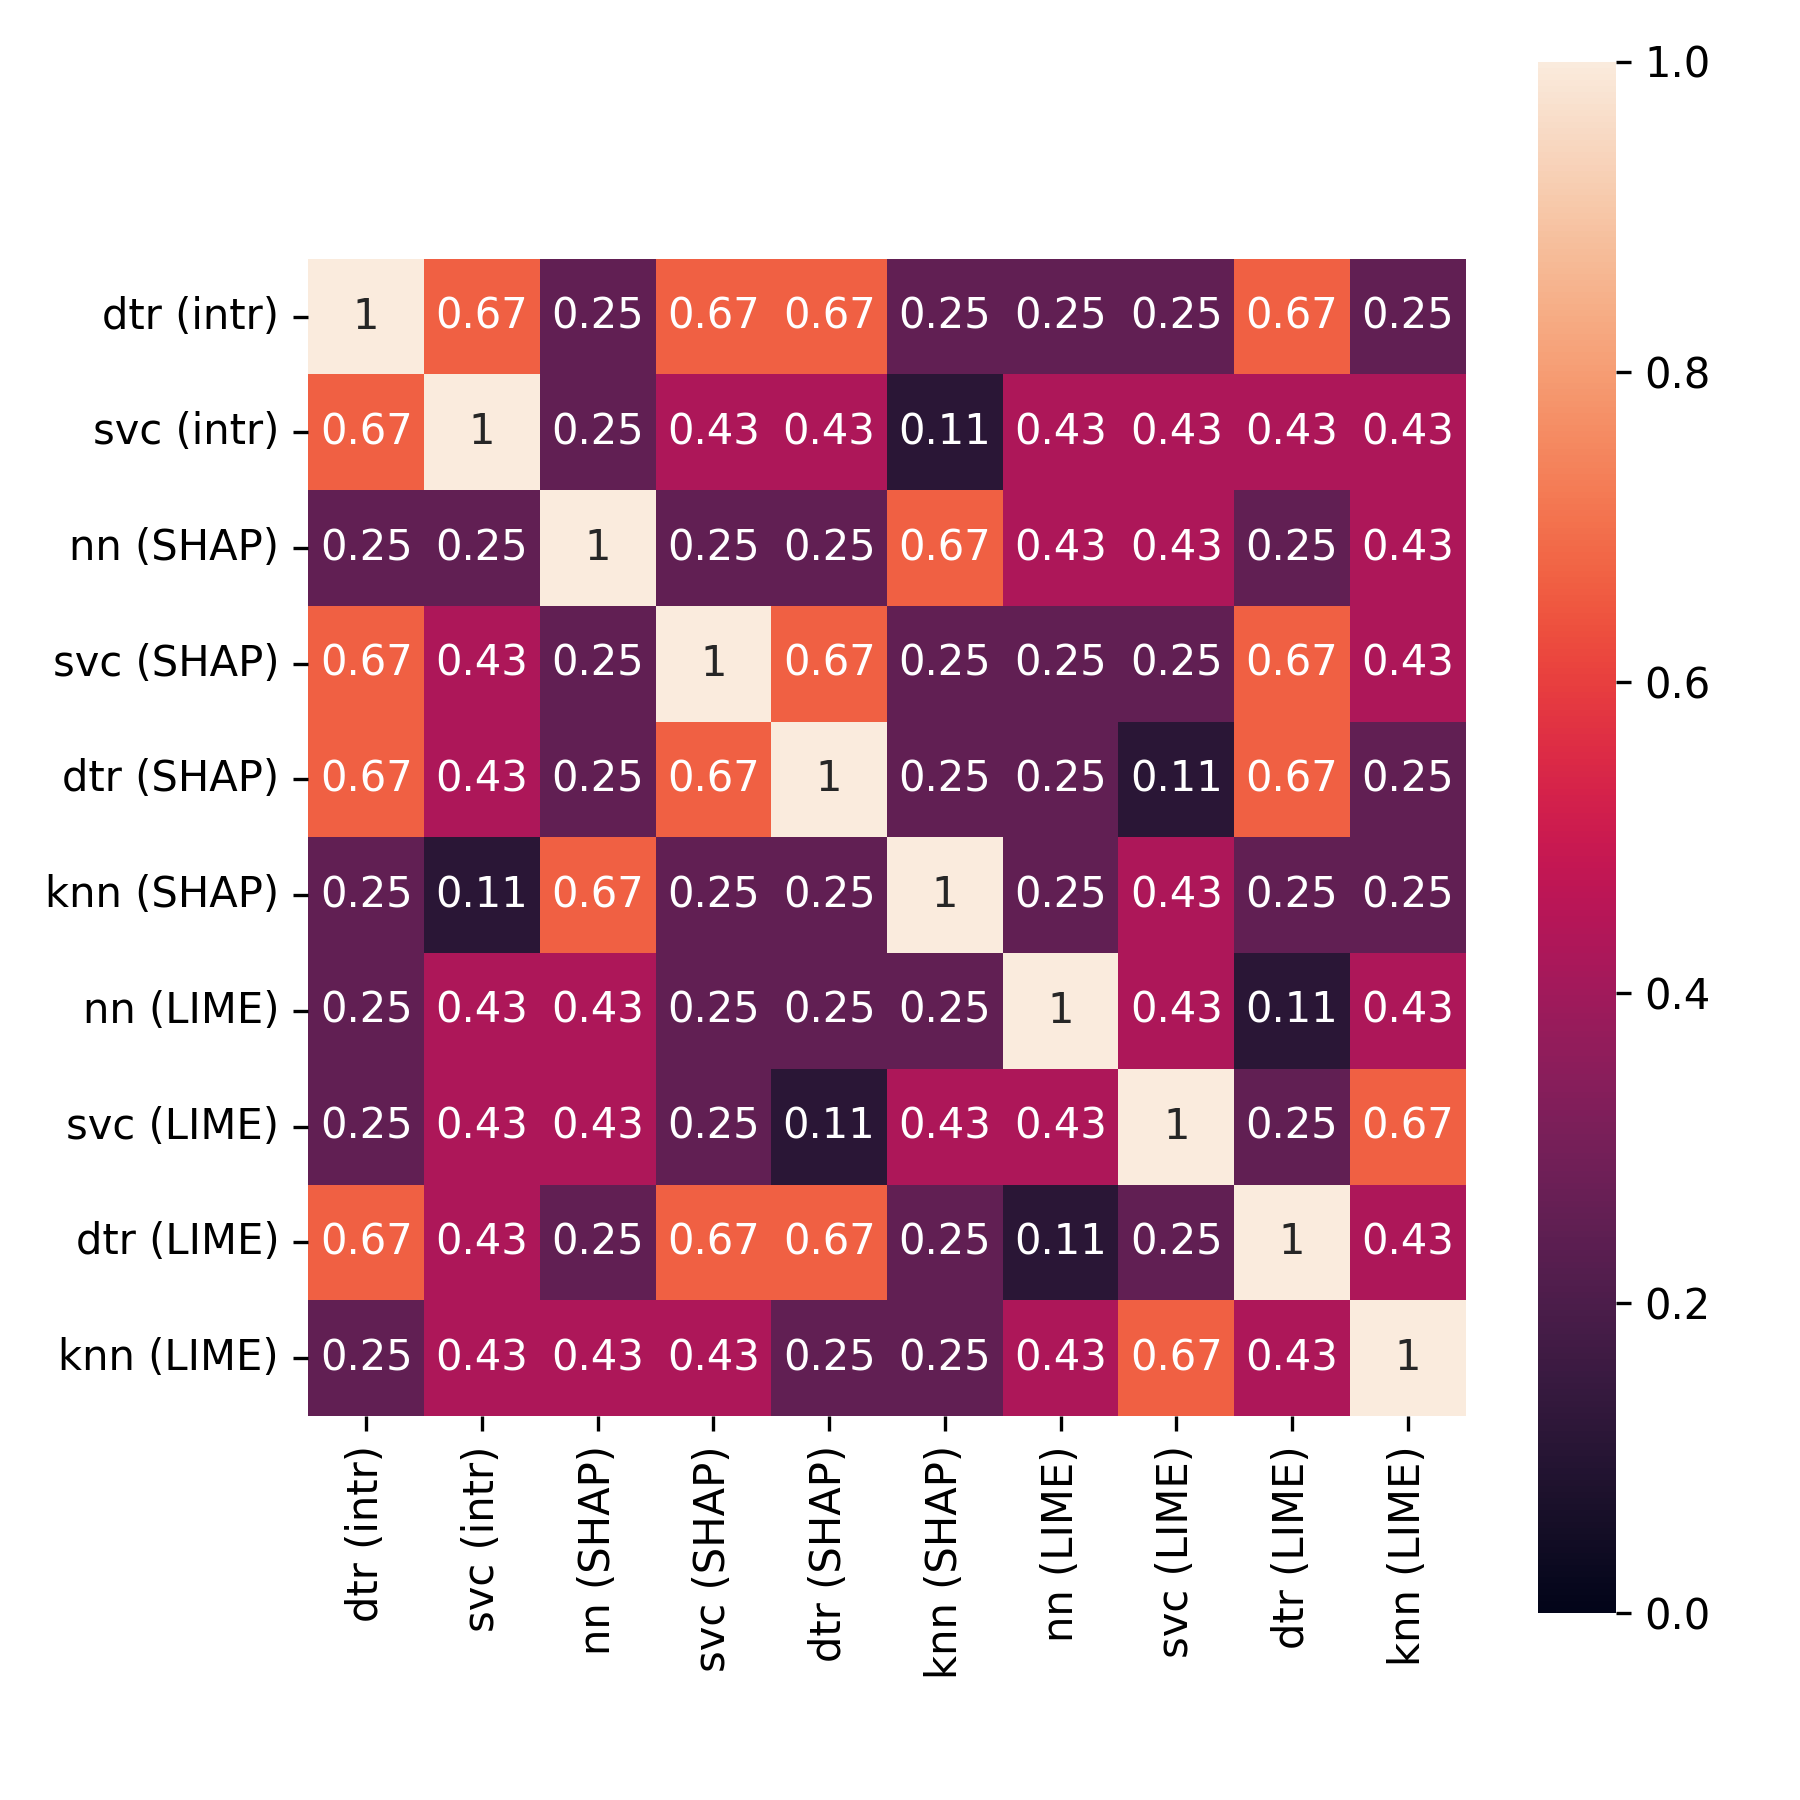 1.0
0.8
0.6
0.4
0.2
0.0
dtr (intr) 1 0.67 0.25 0.67 0.67 0.25 0.25 0.25 0.67 0.25
svc (intr) 0.67 1 0.25 0.43 0.43 0.11 0.43 0.43 0.43 0.43
nn (SHAP) 0.25 0.25 1 0.25 0.25 0.67 0.43 0.43 0.25 0.43
svc (SHAP) 0.67 0.43 0.25 1 0.67 0.25 0.25 0.25 0.67 0.43
dtr (SHAP) 0.67 0.43 0.25 0.67 1 0.25 0.25 0.11 0.67 0.25
knn (SHAP) 0.25 0.11 0.67 0.25 0.25 1 0.25 0.43 0.25 0.25
nn (LIME) 0.25 0.43 0.43 0.25 0.25 0.25 1 0.43 0.11 0.43
svc (LIME) 0.25 0.43 0.43 0.25 0.11 0.43 0.43 1 0.25 0.67
dtr (LIME) 0.67 0.43 0.25 0.67 0.67 0.25 0.11 0.25 1 0.43
knn (LIME) 0.25 0.43 0.43 0.43 0.25 0.25 0.43 0.67 0.43 1
dtr (intr)
svc (intr)
nn (SHAP)
svc (SHAP)
dtr (SHAP)
knn (SHAP)
nn (LIME)
svc (LIME)
dtr (LIME)
knn (LIME)